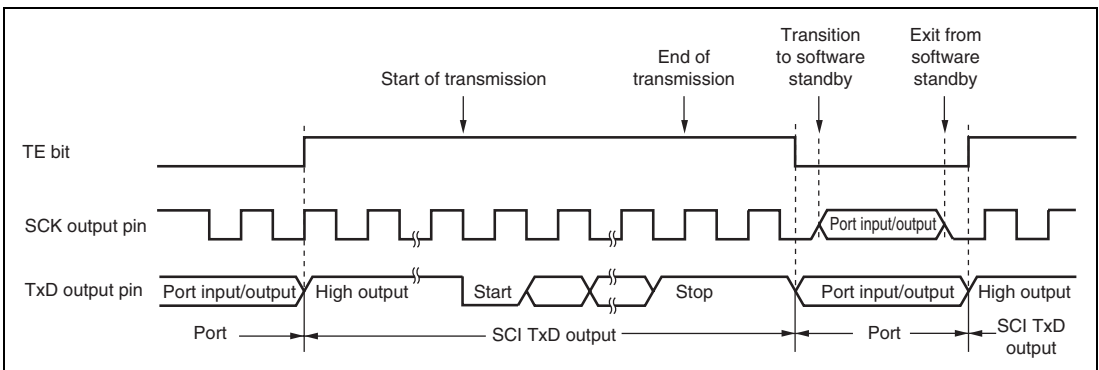 Transition
to software
standby
Exit from
software
standby
End of
transmission
Start of transmission
TE bit
SCK output pin
Port input/output
TxD output pin
Port input/output
High output
Start
Stop
Port input/output
High output
Port
SCI TxD output
Port
SCI TxD
output